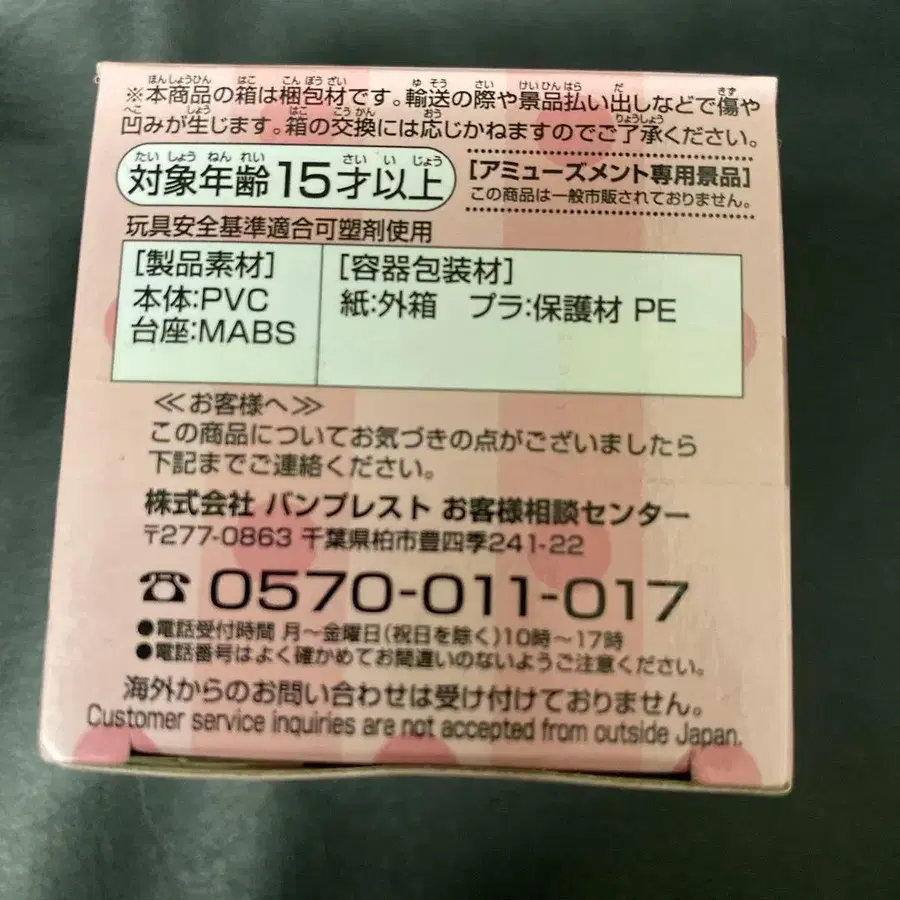 ※本商品の箱は梱包材です。輸送の際や景品払い出しなどで傷や
凹みが生じます。箱の交換には応じかねますのでご了承ください。
対象年齢15才以上
[アミューズメント専用景品]
この商品は一般市販されておりません。
玩具安全基準適合可塑剤使用
[製品素材]
本体:PVC
台座:MABS
[容器包装材]
紙:外箱 プラ:保護材 PE
≪お客様へ≫
この商品についてお気づきの点がございましたら
下記までご連絡ください。
株式会社 バンプレスト お客様相談センター
〒277-0863 千葉県柏市豊四季241-22
☎ 0570-011-017
●電話受付時間 月～金曜日(祝日を除く)10時～17時
●電話番号はよく確かめてお間違いのないようご注意ください。
海外からのお問い合わせは受け付けておりません。
Customer service inquiries are not accepted from outside Japan.